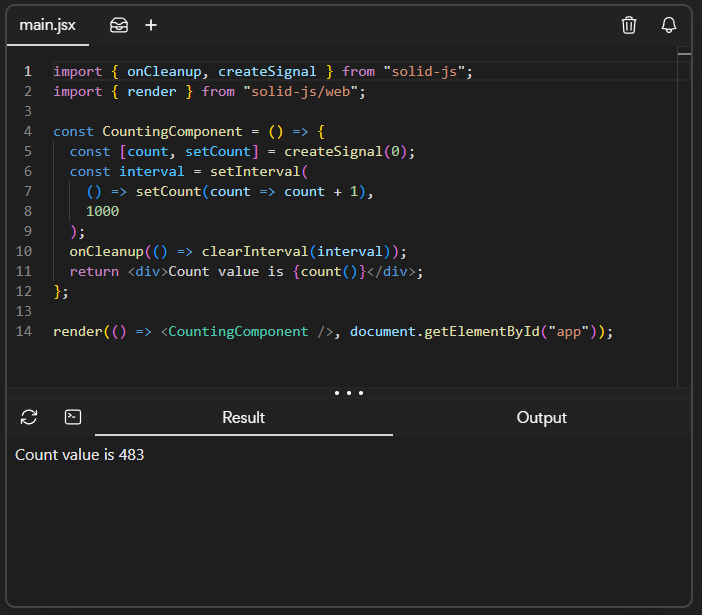 main.jsx
1 import { onCleanup, createSignal } from "solid-js";
2 import { render } from "solid-js/web";
3
4 const CountingComponent = () => {
5   const [count, setCount] = createSignal(0);
6   const interval = setInterval(
7     () => setCount(count => count + 1),
8     1000
9   );
10   onCleanup(() => clearInterval(interval));
11   return <div>Count value is {count()}</div>;
12 };
13
14 render(() => <CountingComponent />, document.getElementById("app"));
Result Output
Count value is 483